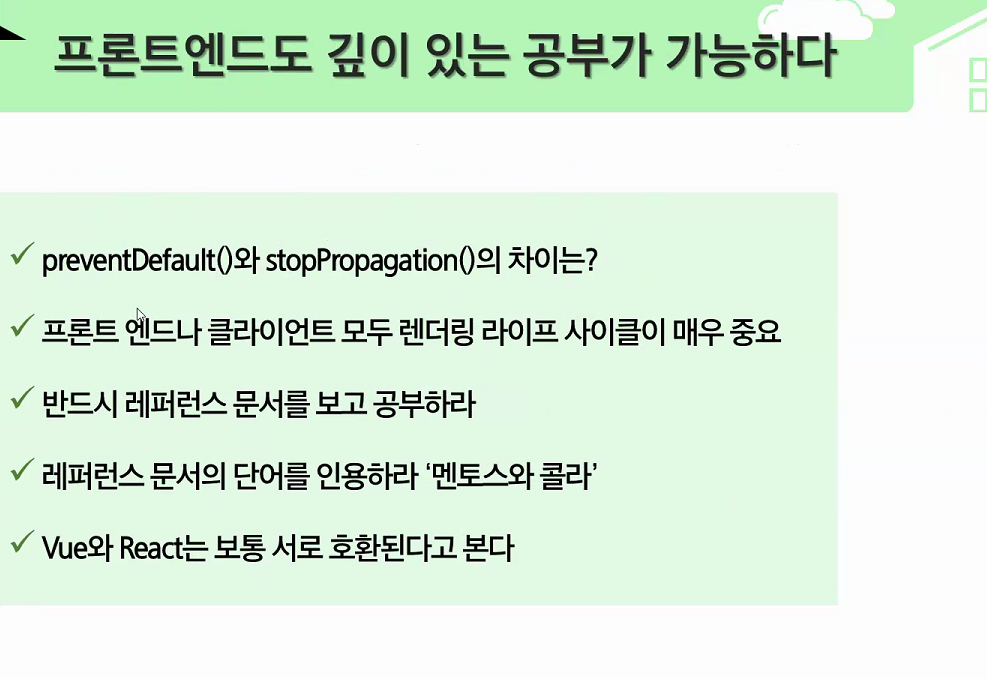 프론트엔드도 깊이 있는 공부가 가능하다
✓ preventDefault()와 stopPropagation()의 차이는?
✓ 프론트 엔드나 클라이언트 모두 렌더링 라이프 사이클이 매우 중요
✓ 반드시 레퍼런스 문서를 보고 공부하라
✓ 레퍼런스 문서의 단어를 인용하라 ‘멘토스와 콜라’
✓ Vue와 React는 보통 서로 호환된다고 본다